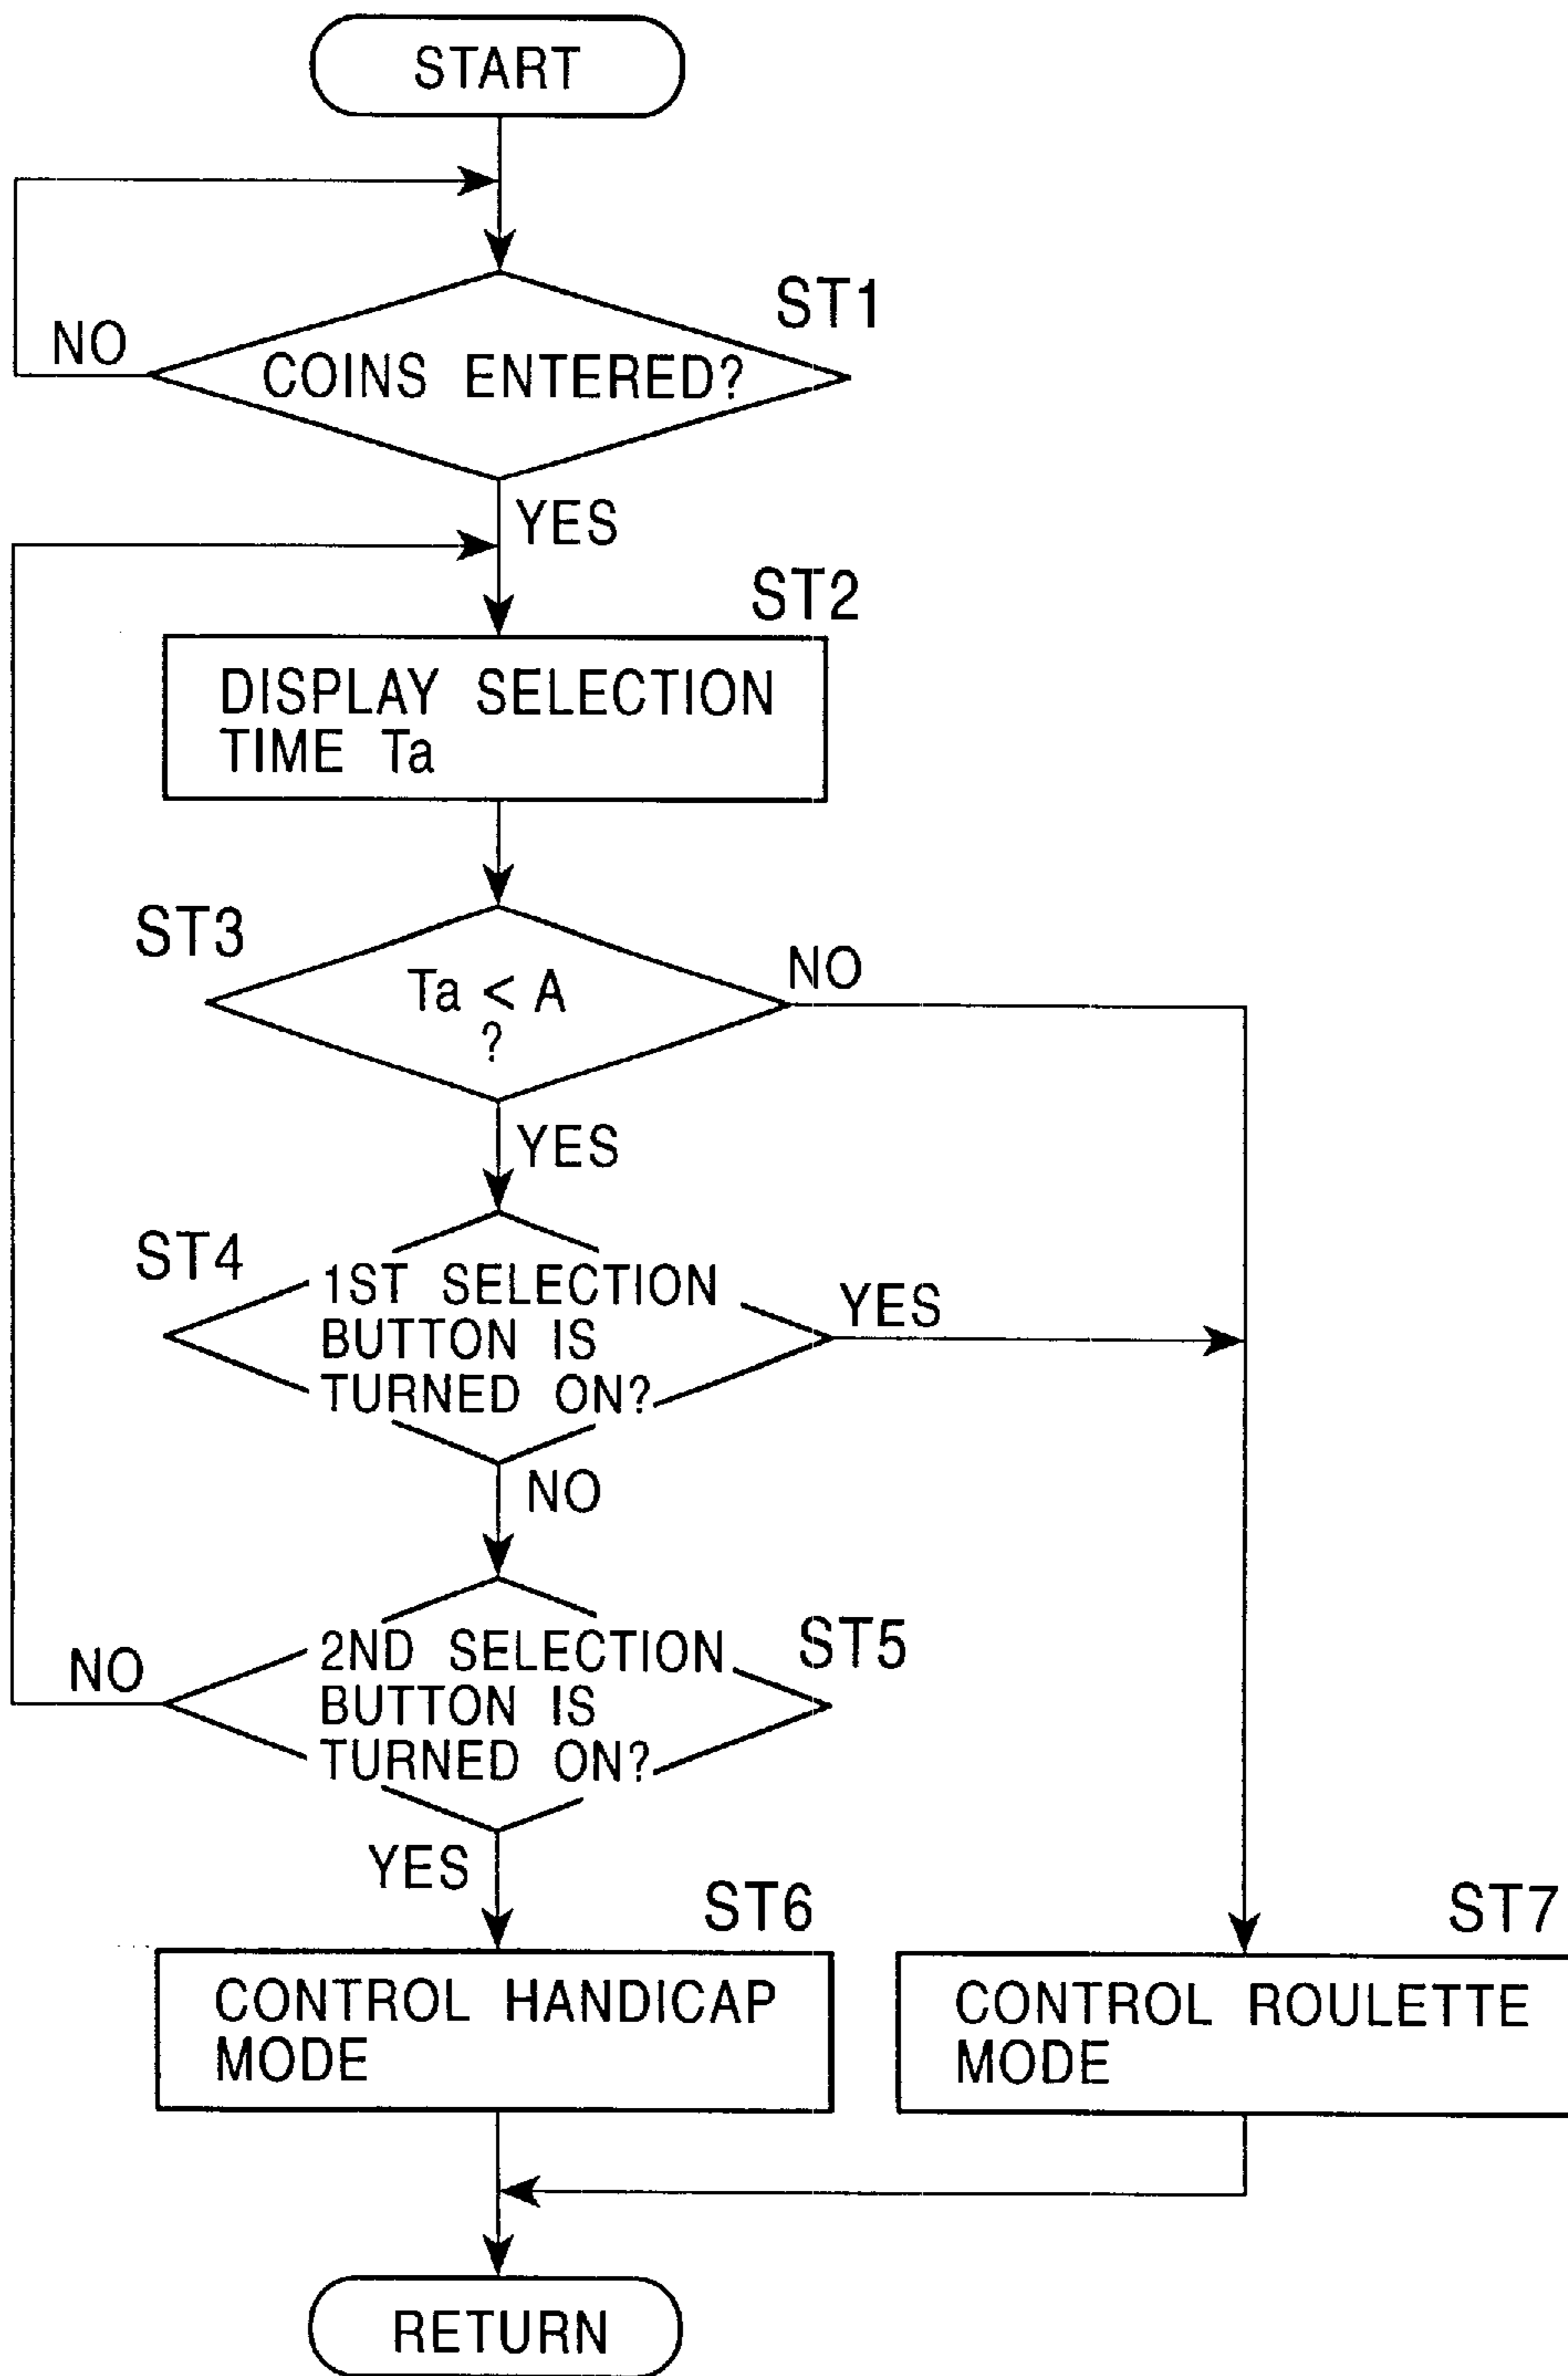 START
ST1
NO
COINS ENTERED?
YES
ST2
DISPLAY SELECTION
TIME Ta
ST3
NO
Ta < A
?
YES
ST4
1ST SELECTION
BUTTON IS
TURNED ON?
YES
NO
ST5
NO
2ND SELECTION
BUTTON IS
TURNED ON?
YES
ST6
CONTROL HANDICAP
MODE
ST7
CONTROL ROULETTE
MODE
RETURN